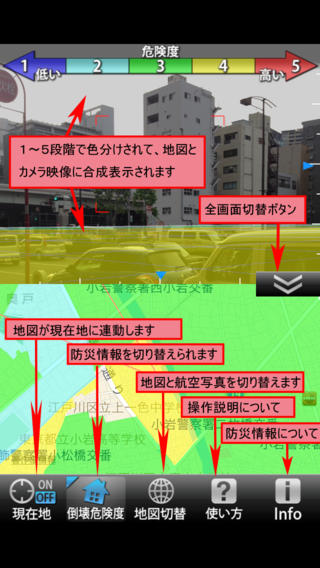 危険度
1 2 3 4 5
低い 高い
1〜5段階で色分けされて、地図と
カメラ映像に合成表示されます
全画面切替ボタン
奥戸
小岩警察署西小岩交番
地図が現在地に連動します
防災情報を切り替えられます
通り
地図と航空写真を切り替えます
江戸川区立上一色中学校
操作説明について
小岩警察署
東京都立小岩高等学校
防災情報について
飾警察署小松橋交番
ON
OFF
現在地 倒壊危険度 地図切替 使い方 Info
?
i